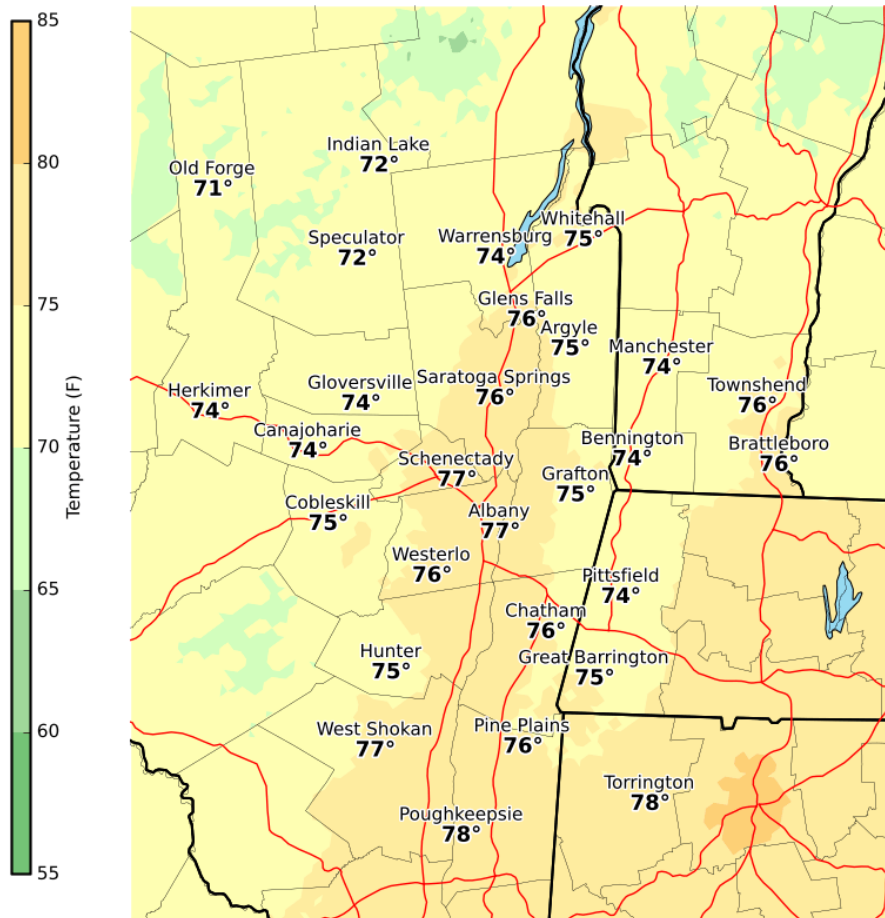 85
80
75
70
65
60
55
Temperature (F)
Indian Lake
72°
Old Forge
71°
Whitehall
75°
Speculator
72°
Warrensburg
74°
Glens Falls
76°
Argyle
75°
Manchester
74°
Saratoga Springs
76°
Gloversville
74°
Herkimer
74°
Townshend
76°
Canajoharie
74°
Bennington
74°
Brattleboro
76°
Schenectady
77°
Grafton
75°
Cobleskill
75°
Albany
77°
Westerlo
76°
Pittsfield
74°
Chatham
76°
Hunter
75°
Great Barrington
75°
West Shokan
77°
Pine Plains
76°
Torrington
78°
Poughkeepsie
78°